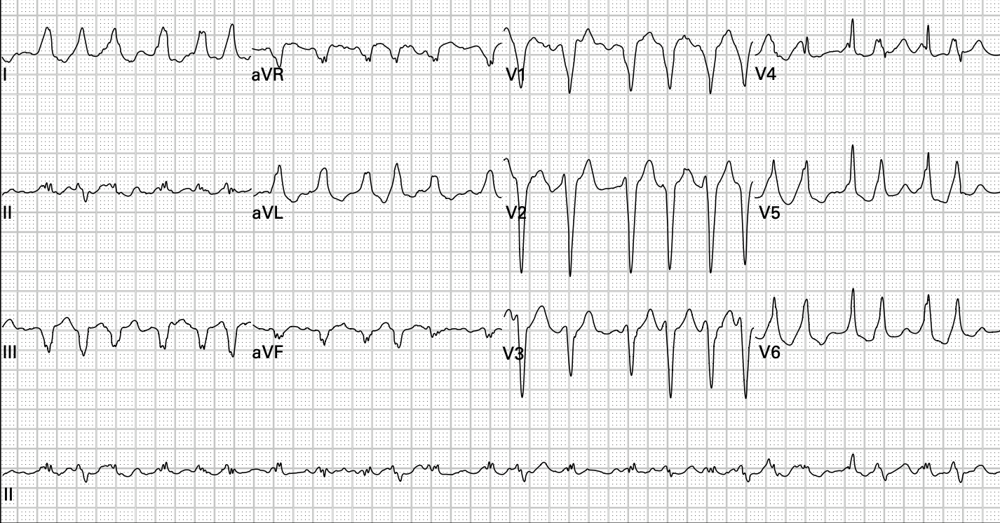 I aVR V1 V4
II aVL V2 V5
III aVF V3 V6
II